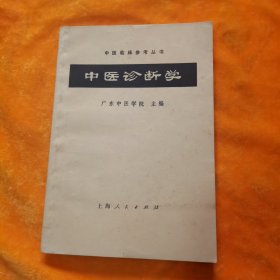 中医临床参考丛书
中医诊断学
广东中医学院 主编
上海人民出版社